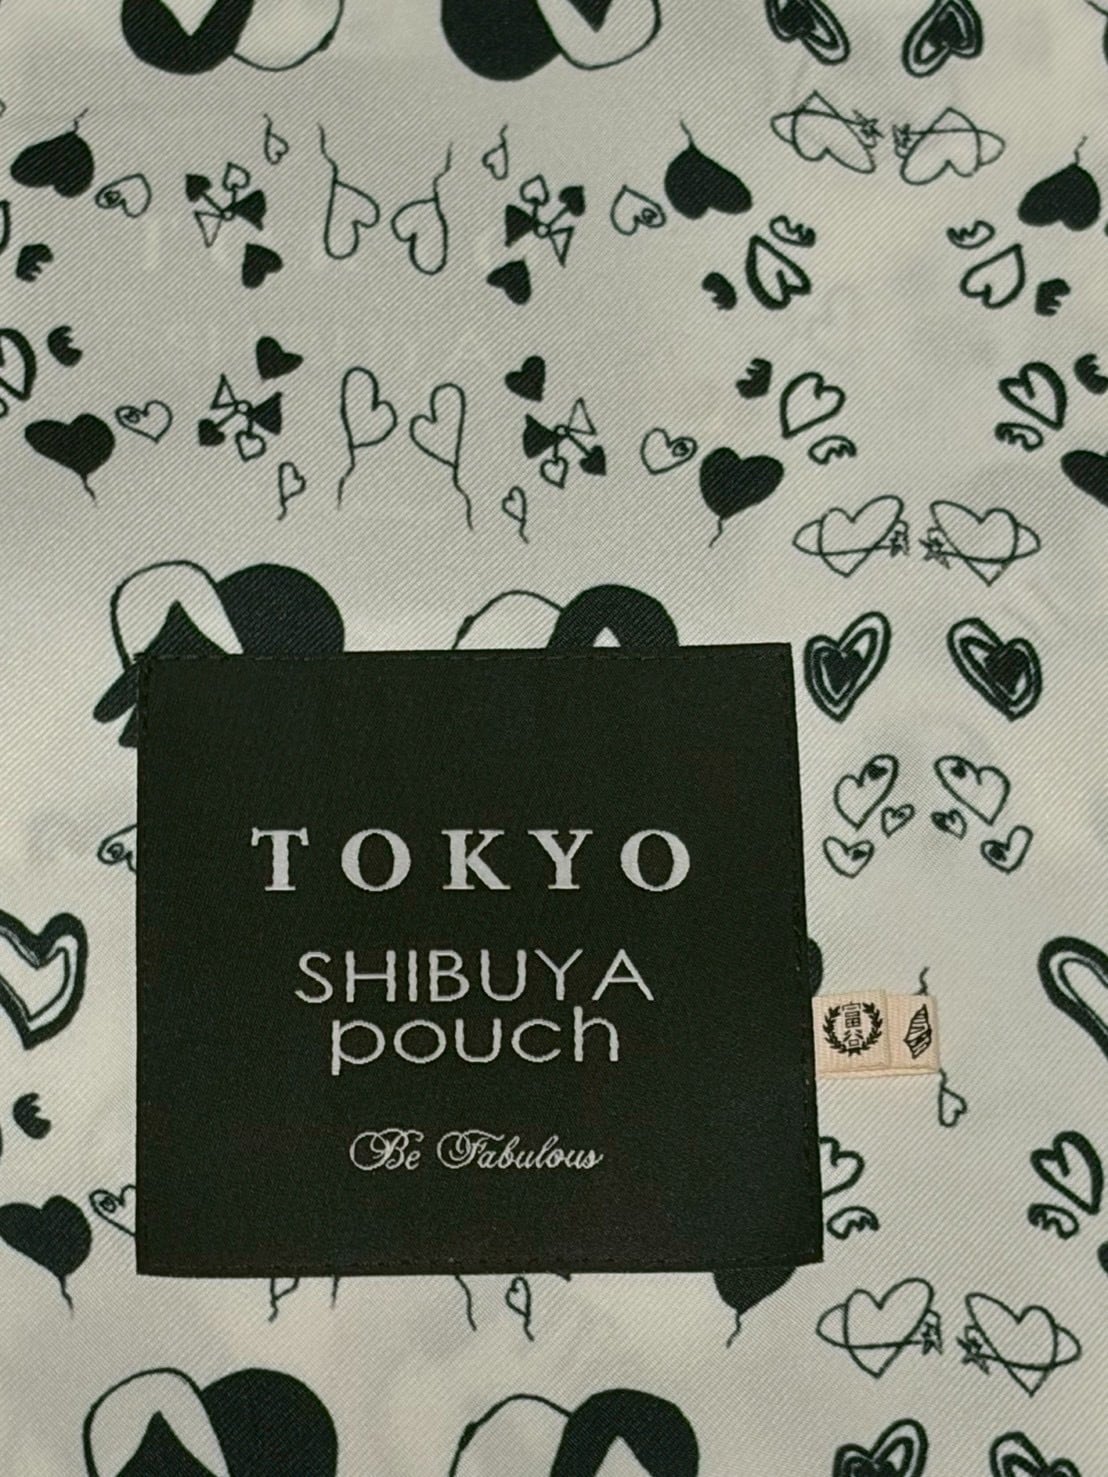 TOKYO
SHIBUYA
pouch
Be Fabulous
富
谷